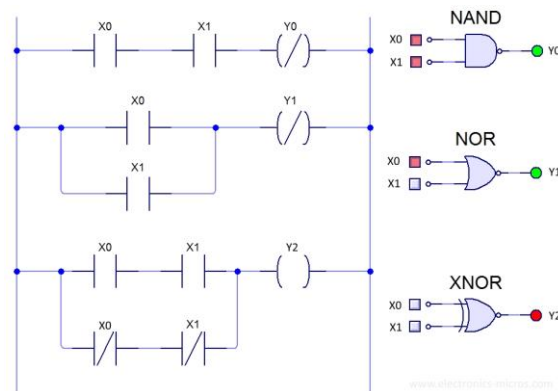 X0 X1 Y0
X0 Y1
X1
X0 X1 Y2
X0 X1
NAND
X0
X1
Y0
NOR
X0
X1
Y1
XNOR
X0
X1
Y2
www.electronics-micros.com